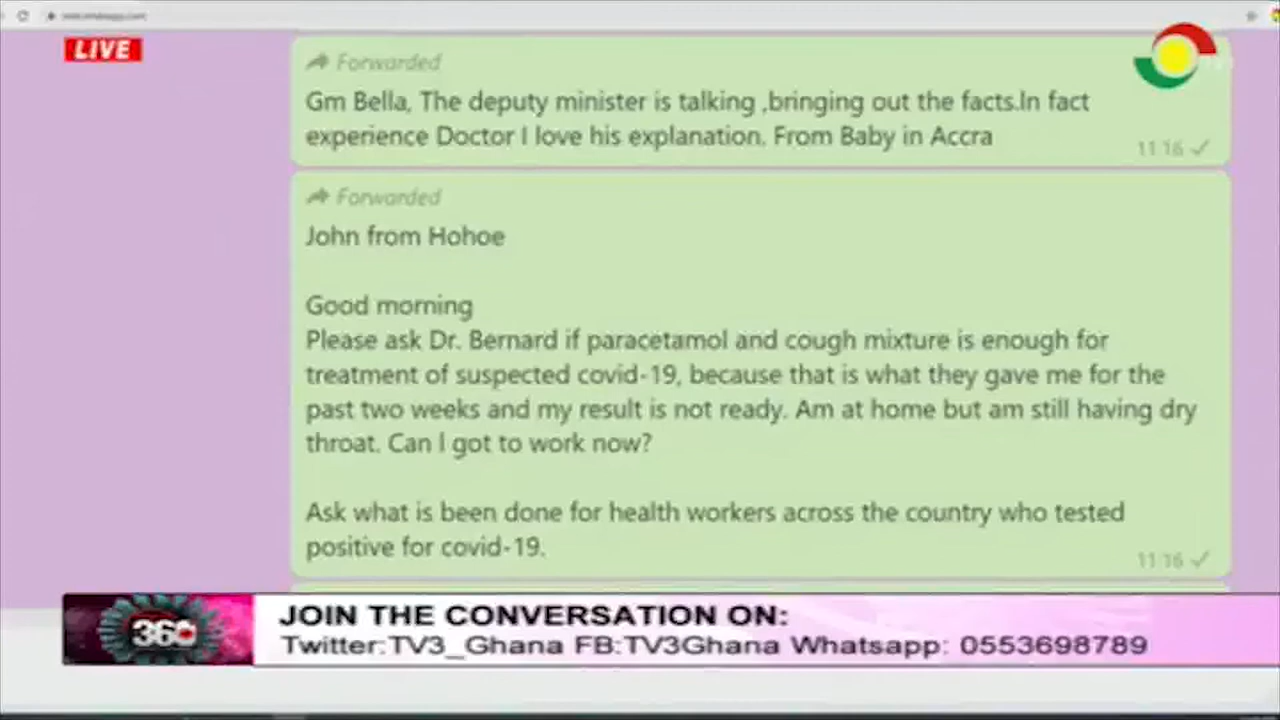 LIVE
Forwarded
Gm Bella, The deputy minister is talking ,bringing out the facts.In fact
experience Doctor I love his explanation. From Baby in Accra
11:16
Forwarded
John from Hohoe
Good morning
Please ask Dr. Bernard if paracetamol and cough mixture is enough for
treatment of suspected covid-19, because that is what they gave me for the
past two weeks and my result is not ready. Am at home but am still having dry
throat. Can I got to work now?
Ask what is been done for health workers across the country who tested
positive for covid-19.
11:16
360
JOIN THE CONVERSATION ON:
Twitter:TV3_Ghana FB:TV3Ghana Whatsapp: 0553698789